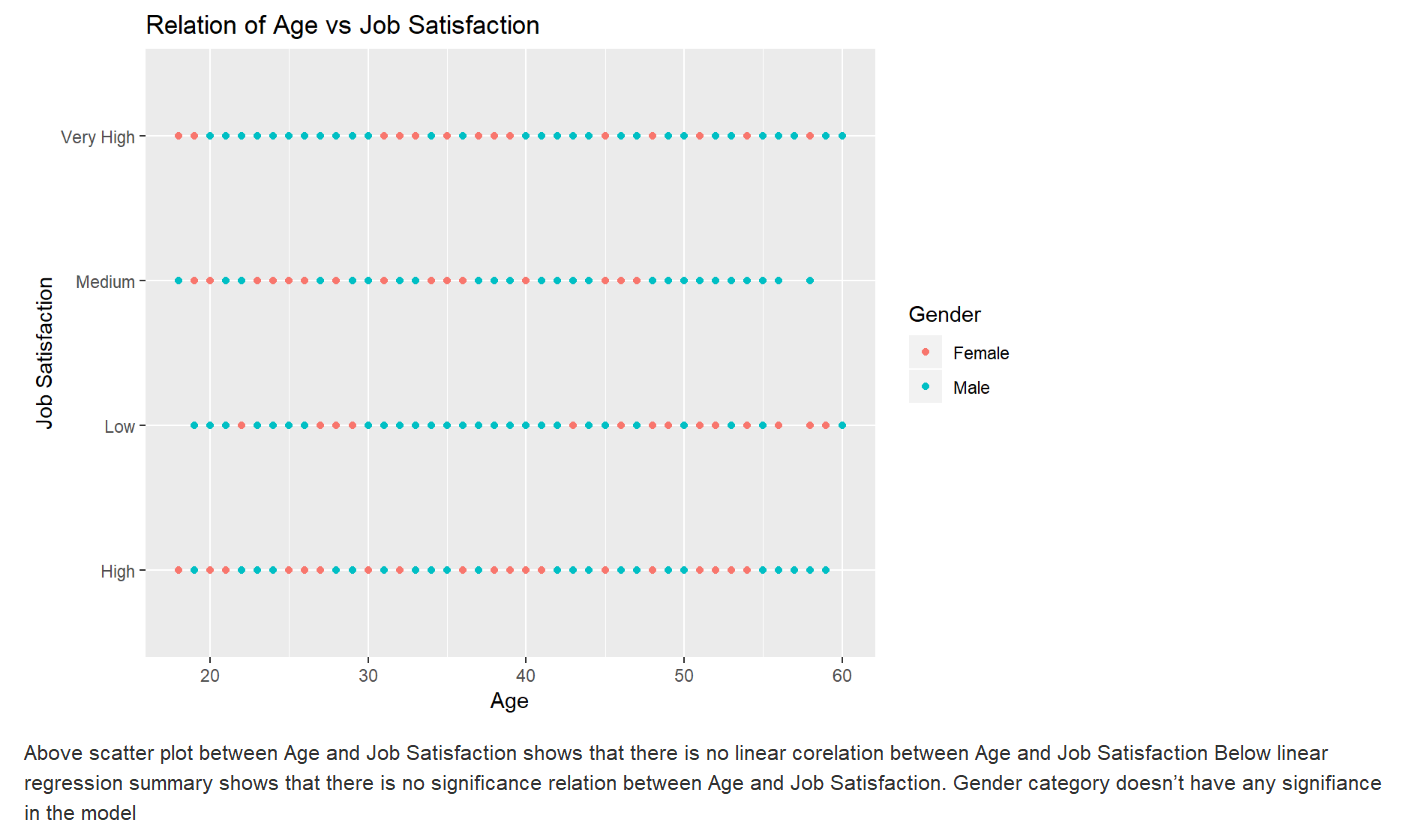 Relation of Age vs Job Satisfaction
Very High
Medium
Low
High
Job Satisfaction
20 30 40 50 60
Age
Gender
Female
Male
Above scatter plot between Age and Job Satisfaction shows that there is no linear corelation between Age and Job Satisfaction Below linear
regression summary shows that there is no significance relation between Age and Job Satisfaction. Gender category doesn’t have any signifiance
in the model